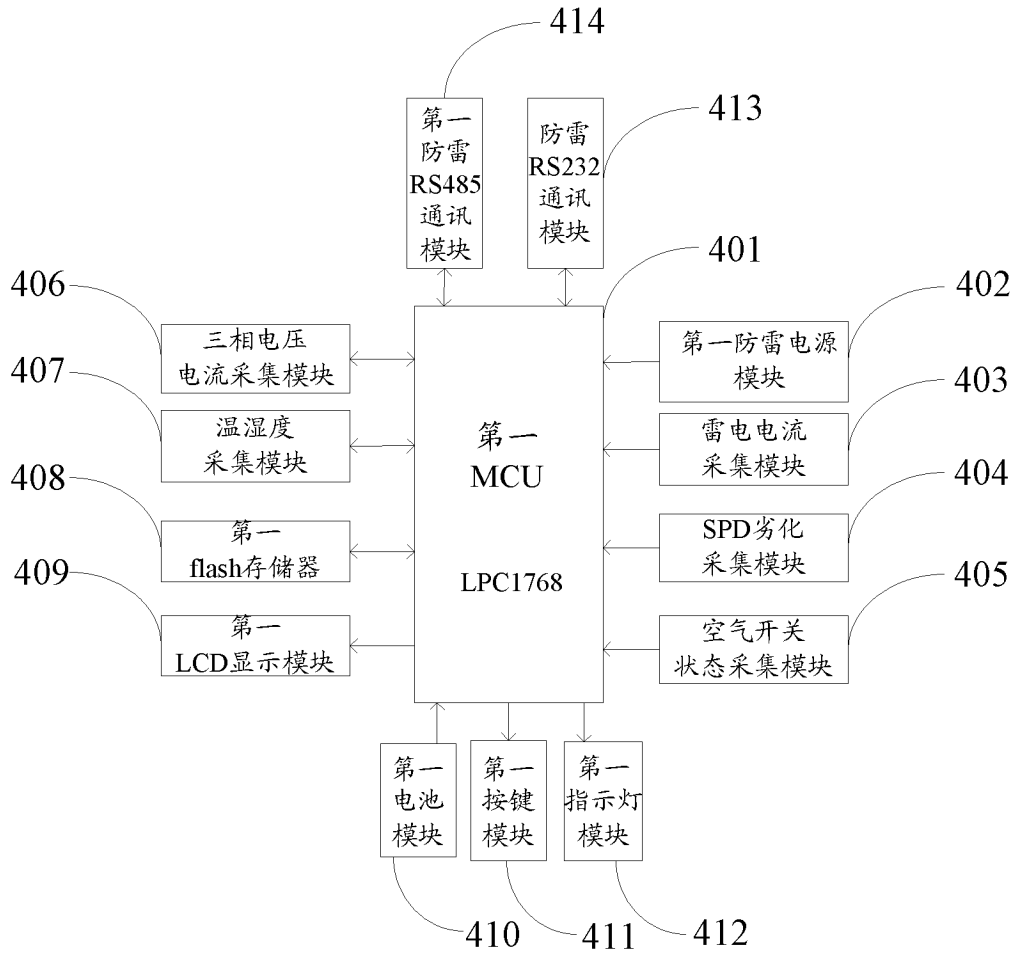 414
第一
防雷
RS485
通讯
模块
防雷
RS232
通讯
模块
413
401
406
三相电压
电流采集模块
407
温湿度
采集模块
408
第一
flash存储器
409
第一
LCD显示模块
第一
MCU
LPC1768
第一防雷电源
模块
402
雷电电流
采集模块
403
SPD劣化
采集模块
404
空气开关
状态采集模块
405
第一
电池
模块
410
第一
按键
模块
411
第一
指示灯
模块
412